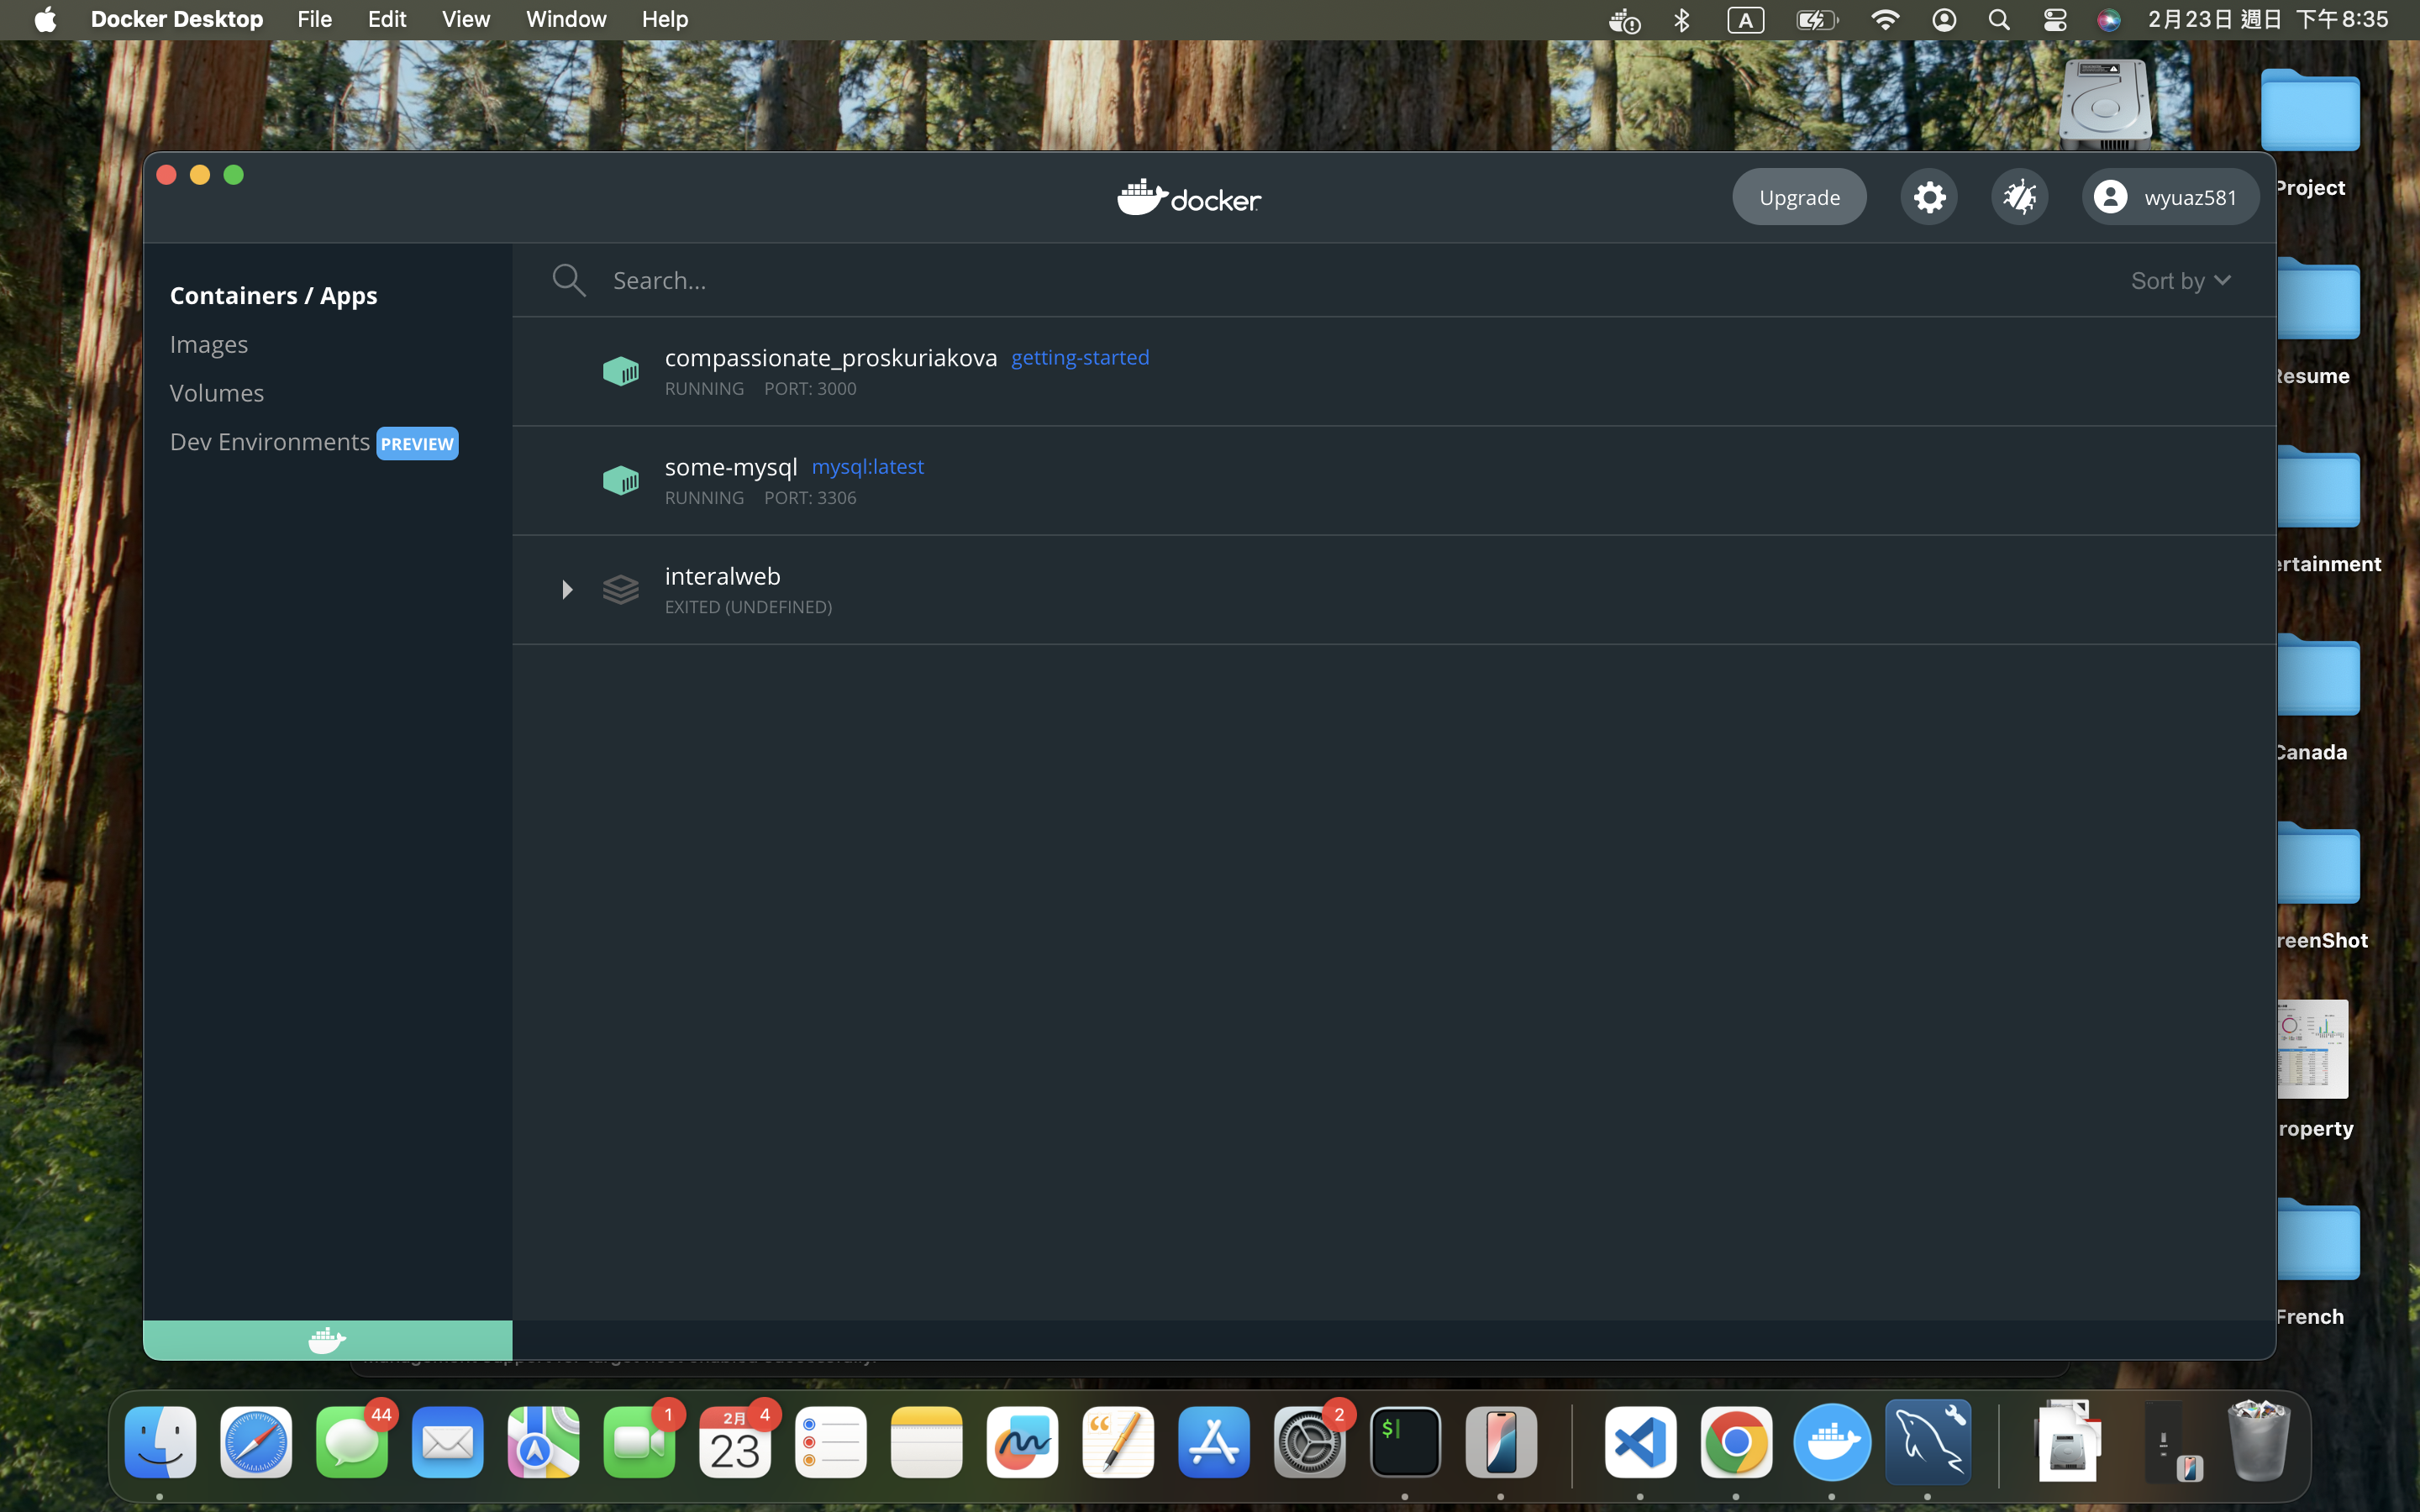 Docker Desktop File Edit View Window Help
A
2月23日 週日 下午8:35
docker
Upgrade
wyuaz581
Containers / Apps
Images
Volumes
Dev Environments PREVIEW
Search...
Sort by
compassionate_proskuriakova getting-started
RUNNING PORT: 3000
some-mysql mysql:latest
RUNNING PORT: 3306
interalweb
EXITED (UNDEFINED)
Project
Resume
ertainment
Canada
reenShot
roperty
French
44
1
2月 4
23
2
$